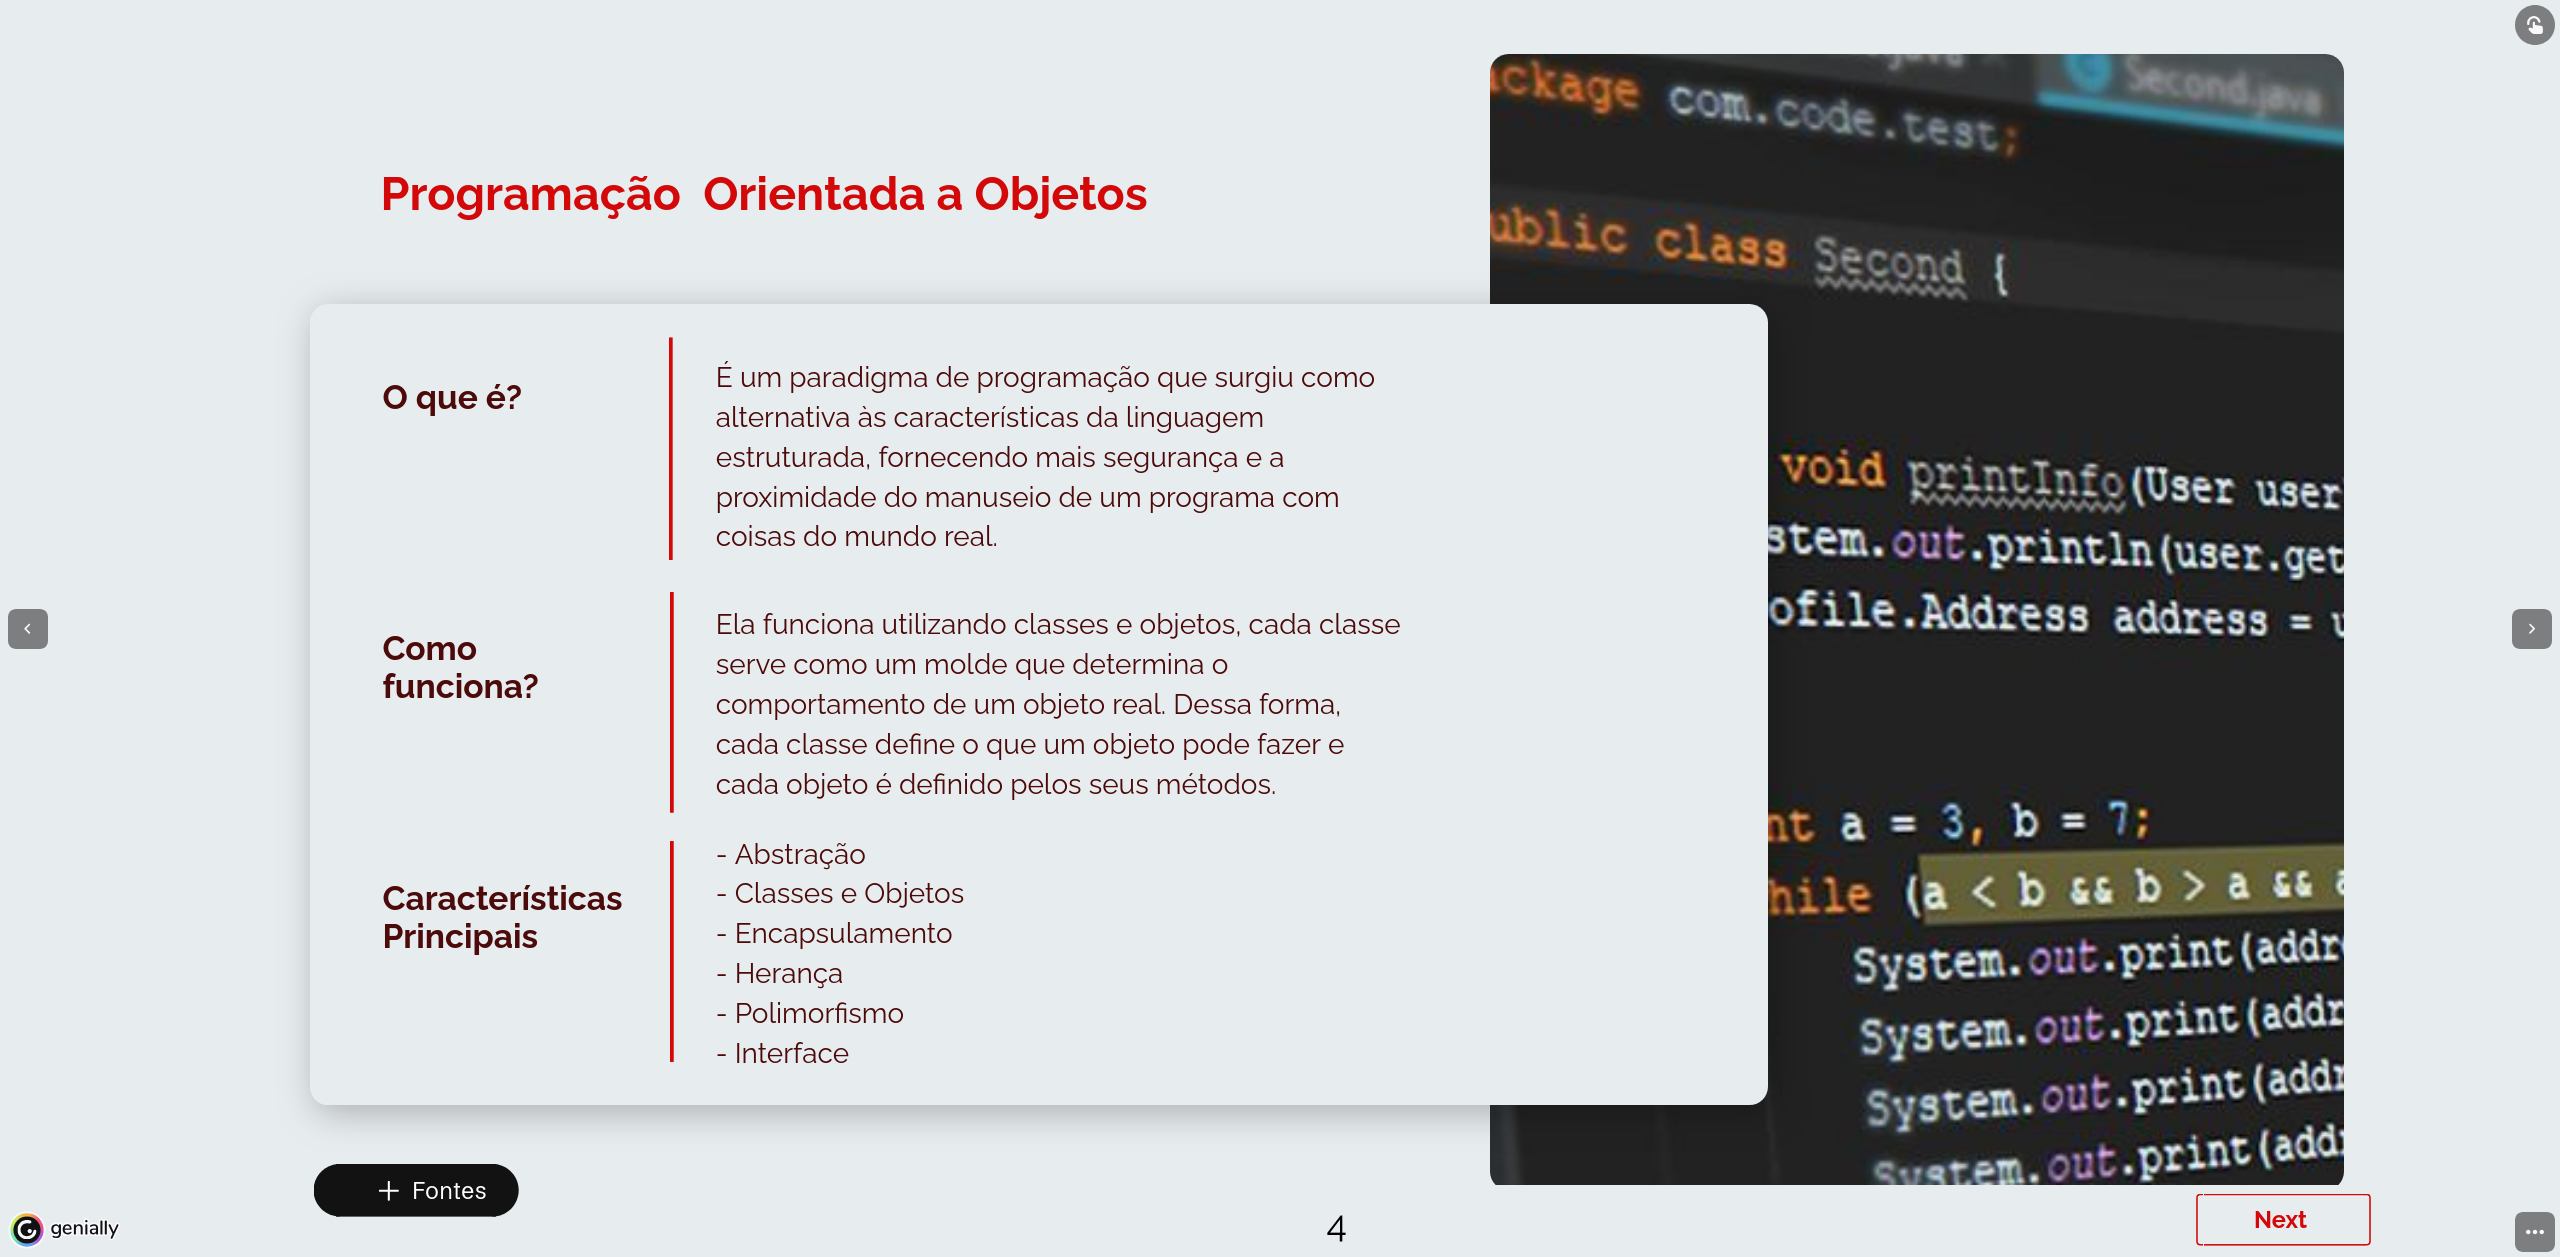 Programação  Orientada a Objetos
O que é?
É um paradigma de programação que surgiu como
alternativa às características da linguagem
estruturada, fornecendo mais segurança e a
proximidade do manuseio de um programa com
coisas do mundo real.
Como
funciona?
Ela funciona utilizando classes e objetos, cada classe
serve como um molde que determina o
comportamento de um objeto real. Dessa forma,
cada classe define o que um objeto pode fazer e
cada objeto é definido pelos seus métodos.
Características
Principais
- Abstração
- Classes e Objetos
- Encapsulamento
- Herança
- Polimorfismo
- Interface
Second.java
ckage com.code.test;
ublic class Second {
void printInfo(User user
stem.out.println(user.get
ofile.Address address = u
nt a = 3, b = 7;
hile (a < b && b > a && a
System.out.print(addr
System.out.print(addr
System.out.print(addr
System.out.print(addr
+ Fontes
genially
4
Next